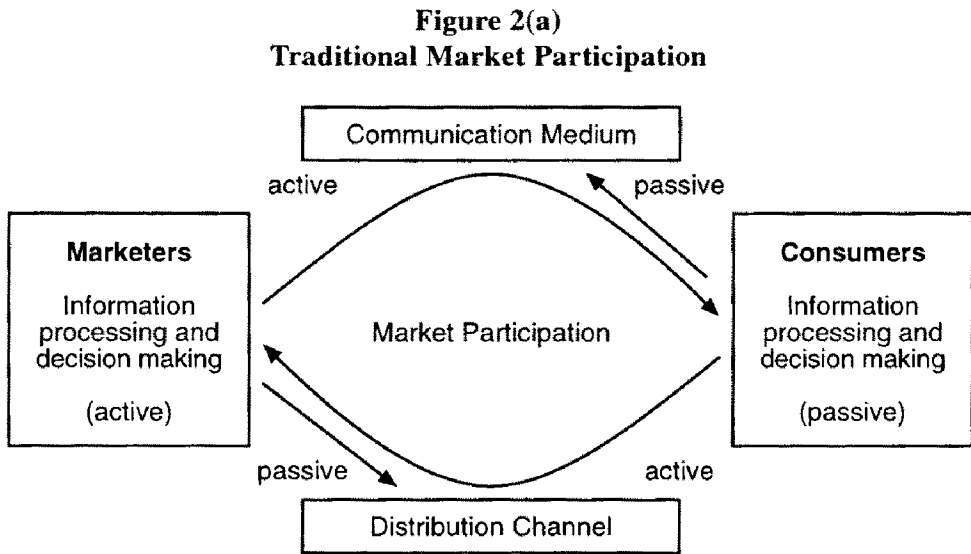 Figure 2(a)
Traditional Market Participation
Communication Medium
active
passive
Marketers
Information
processing and
decision making
(active)
Market Participation
Consumers
Information
processing and
decision making
(passive)
passive
active
Distribution Channel